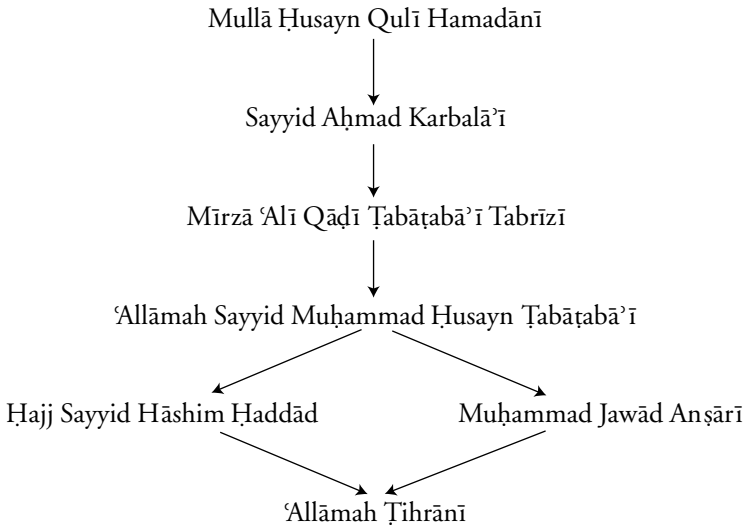 Mullā Ḥusayn Qulī Hamadānī
Sayyid Aḥmad Karbalāʾī
Mīrzā ʿAlī Qāḍī Ṭabāṭabāʾī Tabrīzī
ʿAllāmah Sayyid Muḥammad Ḥusayn Ṭabāṭabāʾī
Ḥajj Sayyid Hāshim Ḥaddād
Muḥammad Jawād Anṣārī
ʿAllāmah Ṭihrānī